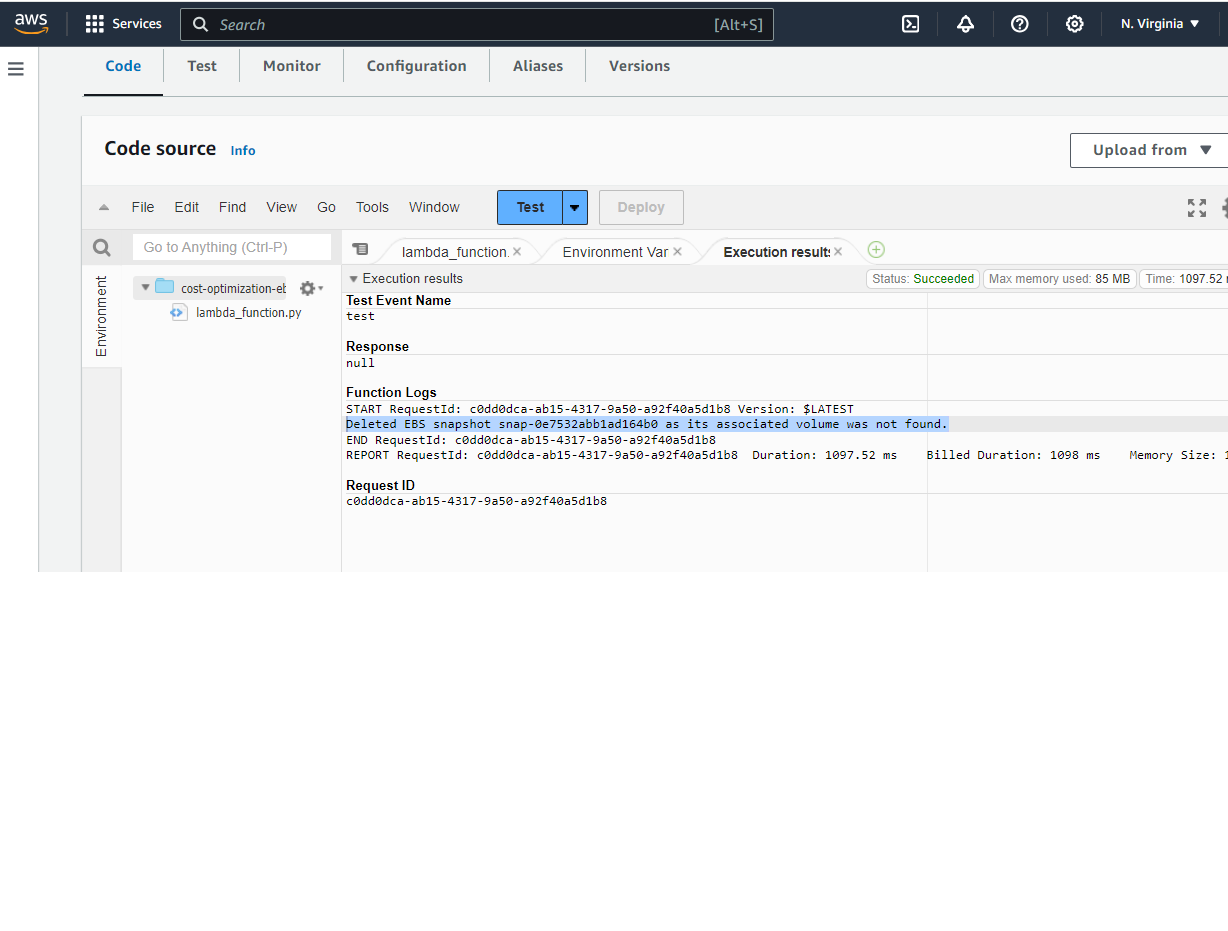 aws Services Search [Alt+S] N. Virginia
Code Test Monitor Configuration Aliases Versions
Code source Info Upload from
File Edit Find View Go Tools Window Test Deploy
Go to Anything (Ctrl-P) lambda_function. Environment Var Execution results
Execution results Status: Succeeded Max memory used: 85 MB Time: 1097.52
Environment
cost-optimization-eb
lambda_function.py
Test Event Name
test
Response
null
Function Logs
START RequestId: c0dd0dca-ab15-4317-9a50-a92f40a5d1b8 Version: $LATEST
Deleted EBS snapshot snap-0e7532abb1ad164b0 as its associated volume was not found.
END RequestId: c0dd0dca-ab15-4317-9a50-a92f40a5d1b8
REPORT RequestId: c0dd0dca-ab15-4317-9a50-a92f40a5d1b8 Duration: 1097.52 ms Billed Duration: 1098 ms Memory Size:
Request ID
c0dd0dca-ab15-4317-9a50-a92f40a5d1b8